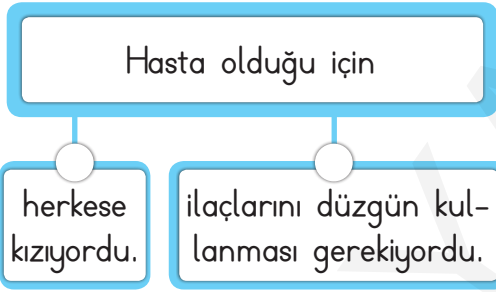 Hasta olduğu için
herkese
kızıyordu.
ilaçlarını düzgün kul-
lanması gerekiyordu.